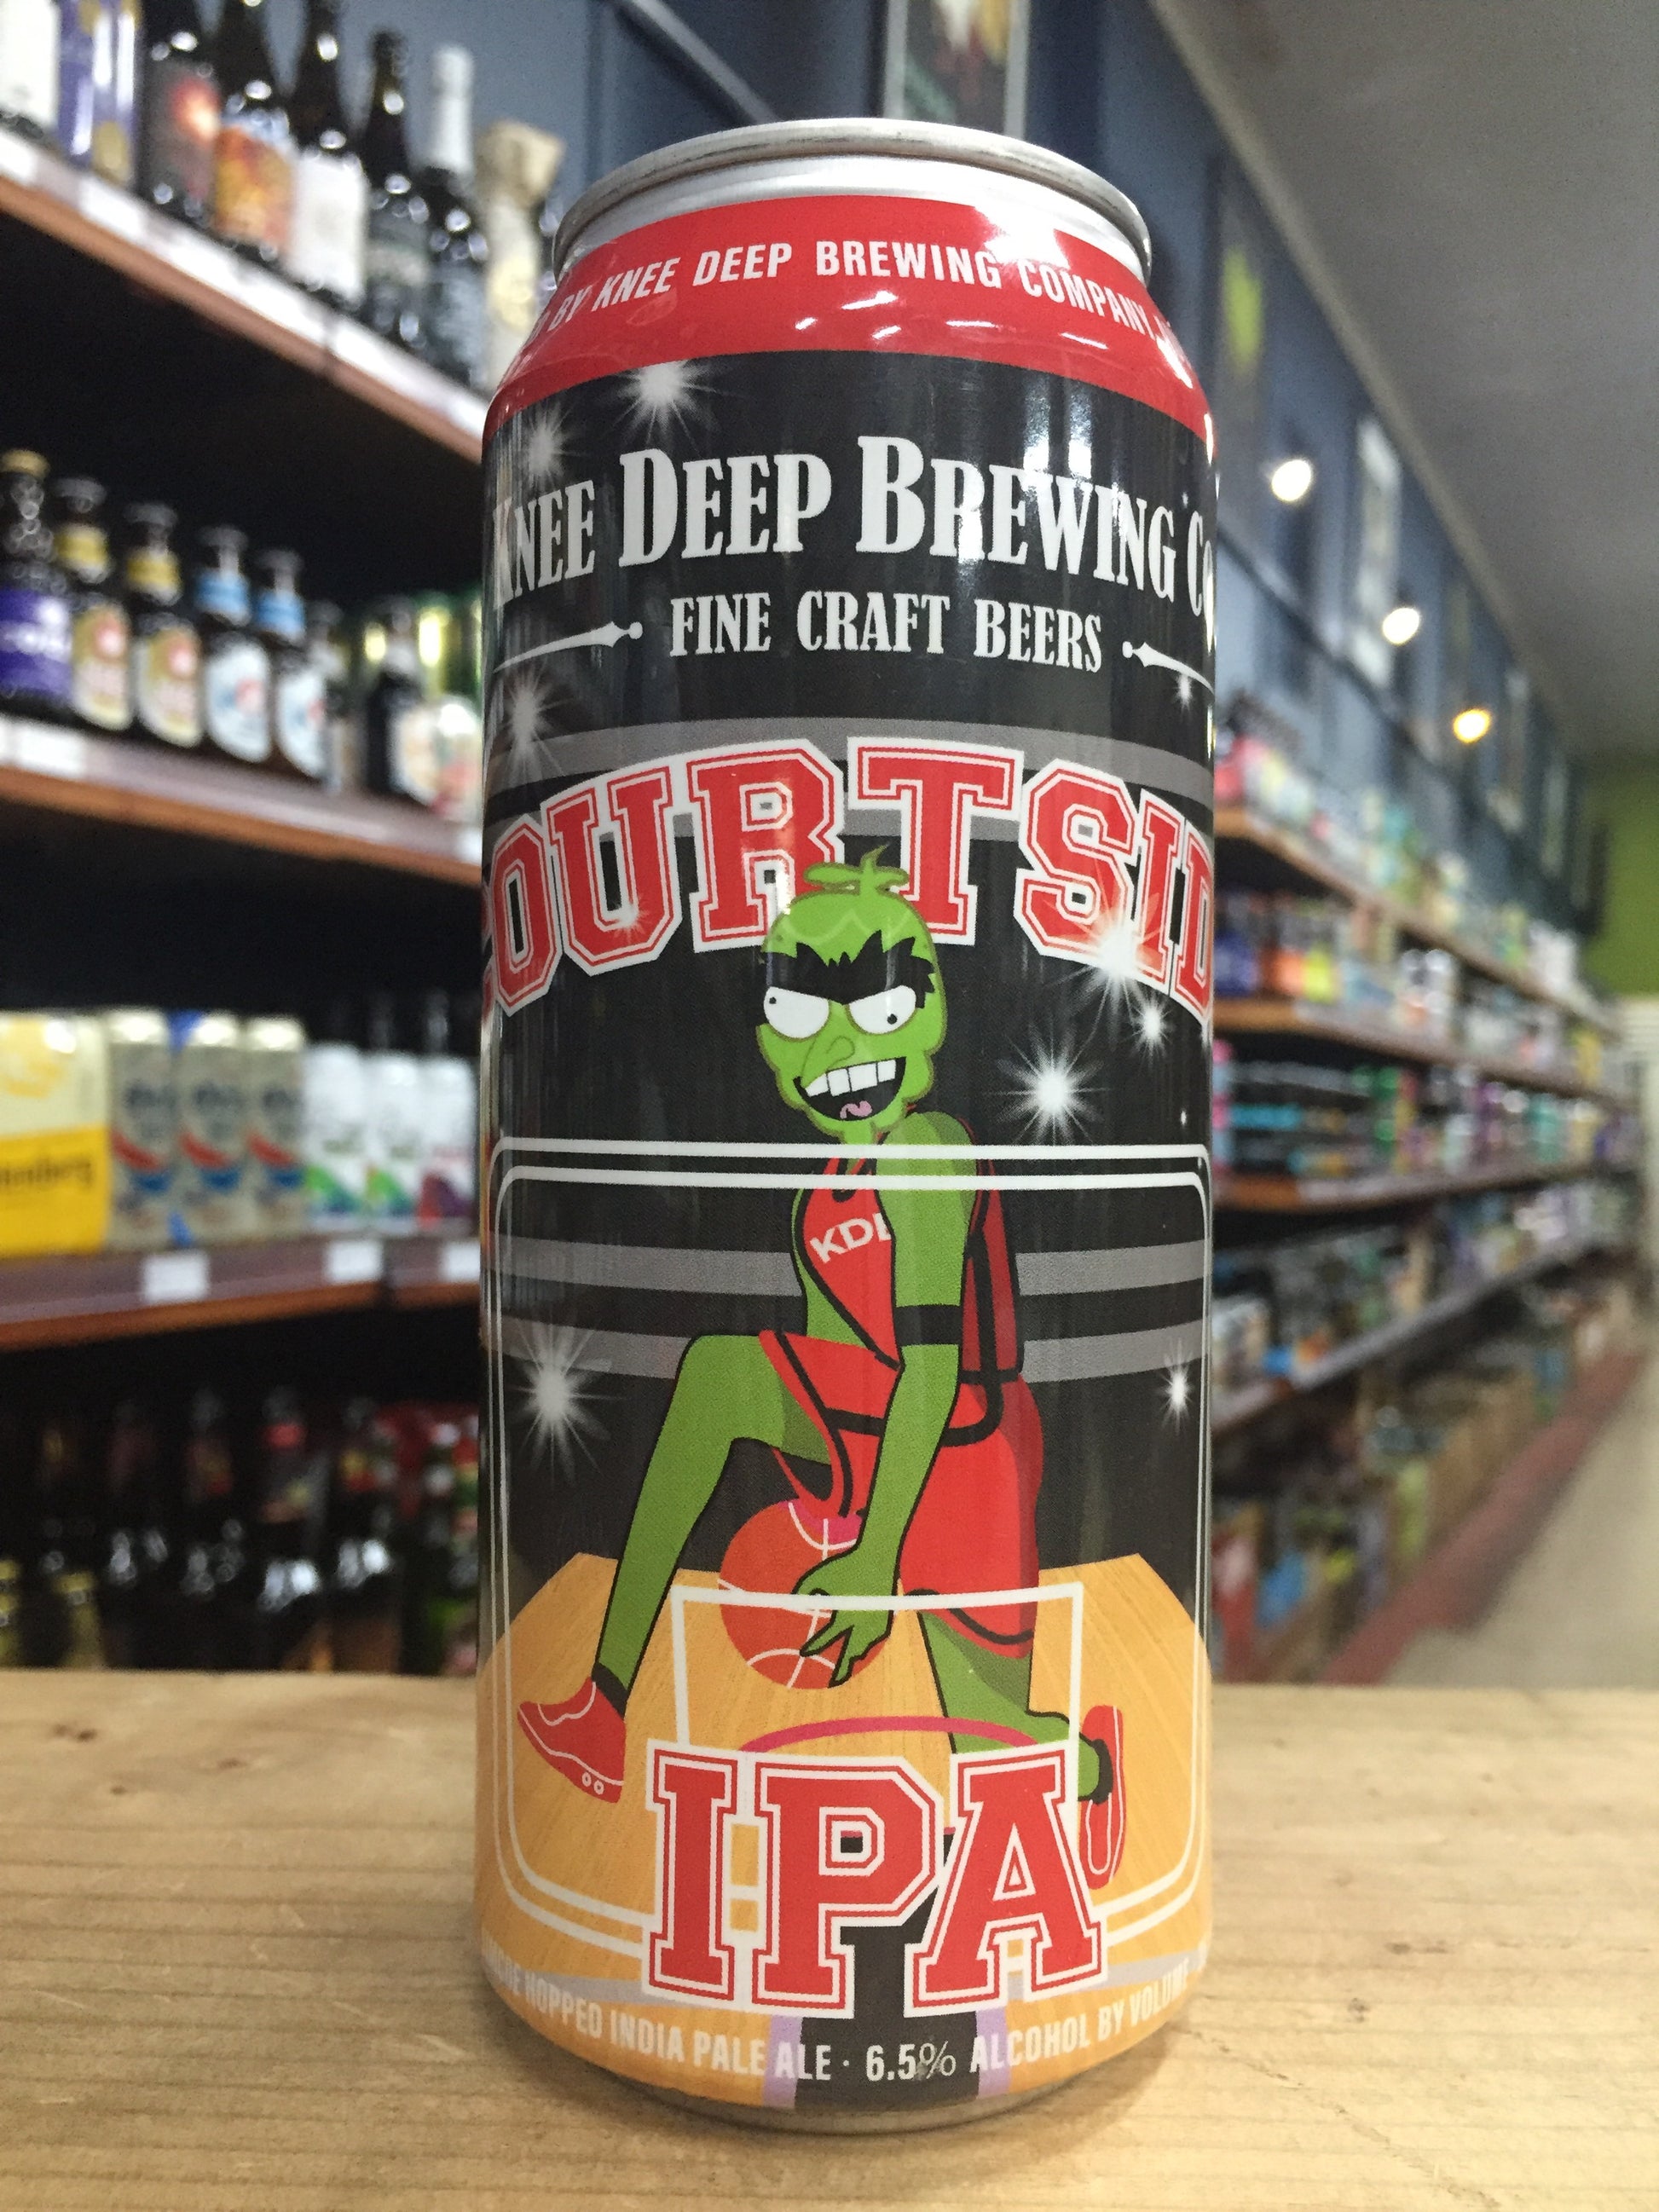 BY KNEE DEEP BREWING COMPANY,
KNEE DEEP BREWING Co
FINE CRAFT BEERS
COURTSID
KDB
IPA
HOPPED INDIA PALE ALE · 6.5% ALCOHOL BY VOLUME